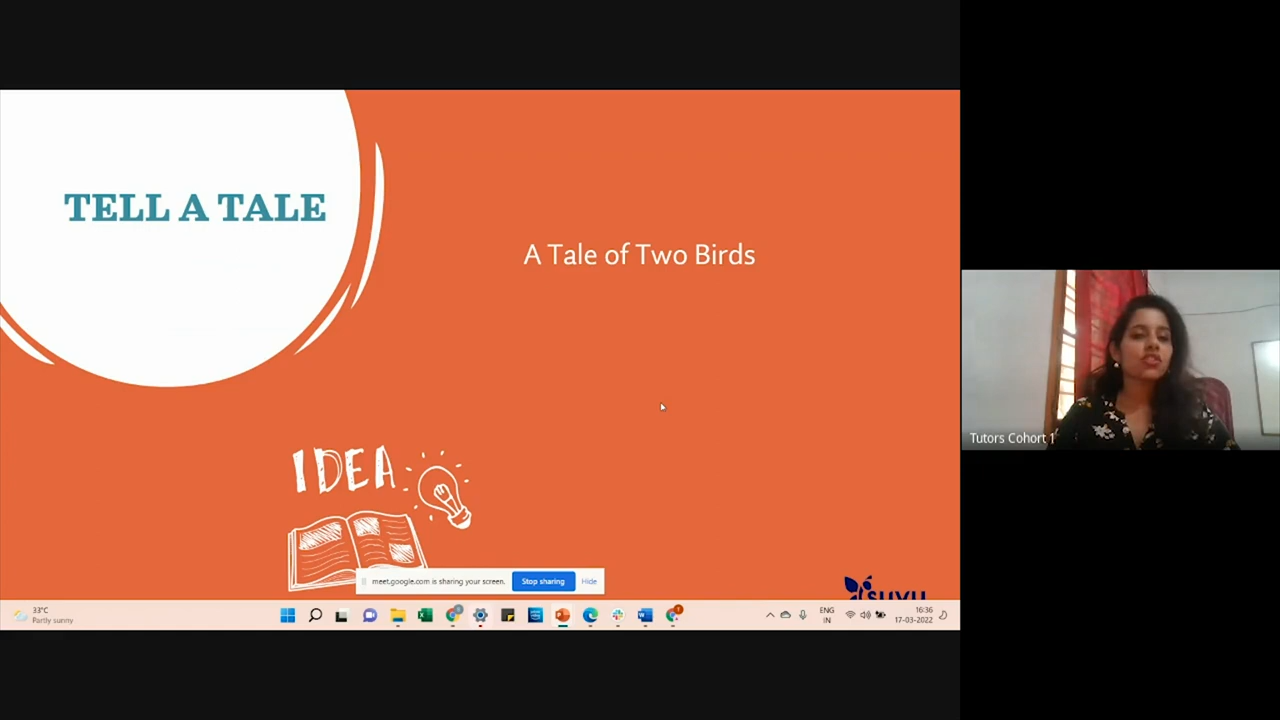 TELL A TALE
A Tale of Two Birds
IDEA
meet.google.com is sharing your screen.
Stop sharing
Hide
33°C
Partly sunny
ENG
IN
16:36
17-03-2022
Tutors Cohort 1